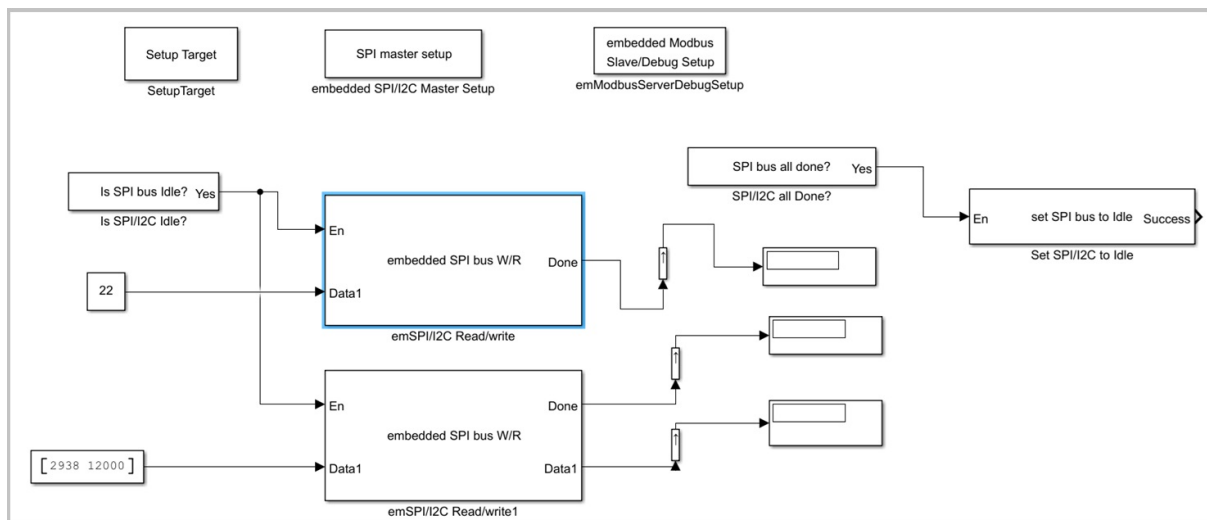 Setup Target
SetupTarget
SPI master setup
embedded SPI/I2C Master Setup
embedded Modbus
Slave/Debug Setup
emModbusServerDebugSetup
Is SPI bus Idle? Yes
Is SPI/I2C Idle?
SPI bus all done? Yes
SPI/I2C all Done?
En set SPI bus to Idle Success
Set SPI/I2C to Idle
22
En
embedded SPI bus W/R Done
Data1
emSPI/I2C Read/write
[2938 12000]
En Done
embedded SPI bus W/R
Data1 Data1
emSPI/I2C Read/write1